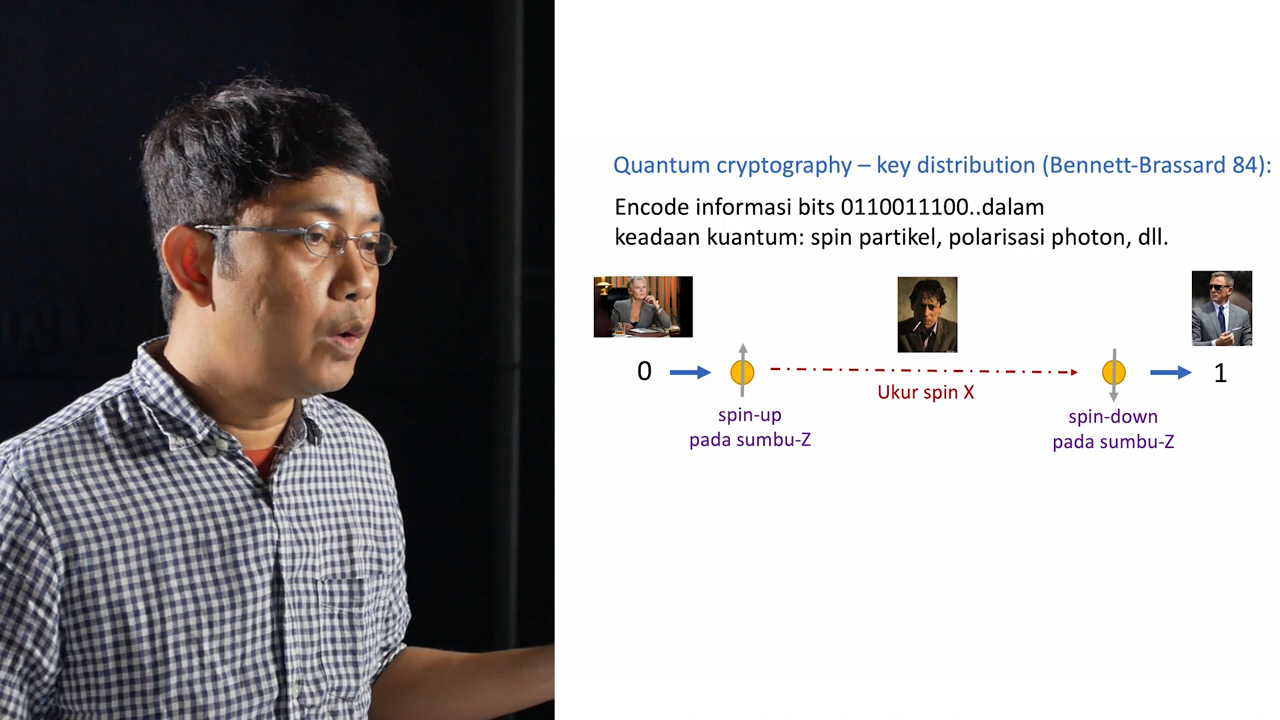 Quantum cryptography – key distribution (Bennett-Brassard 84):
Encode informasi bits 0110011100..dalam
keadaan kuantum: spin partikel, polarisasi photon, dll.
0
1
Ukur spin X
spin-up
pada sumbu-Z
spin-down
pada sumbu-Z